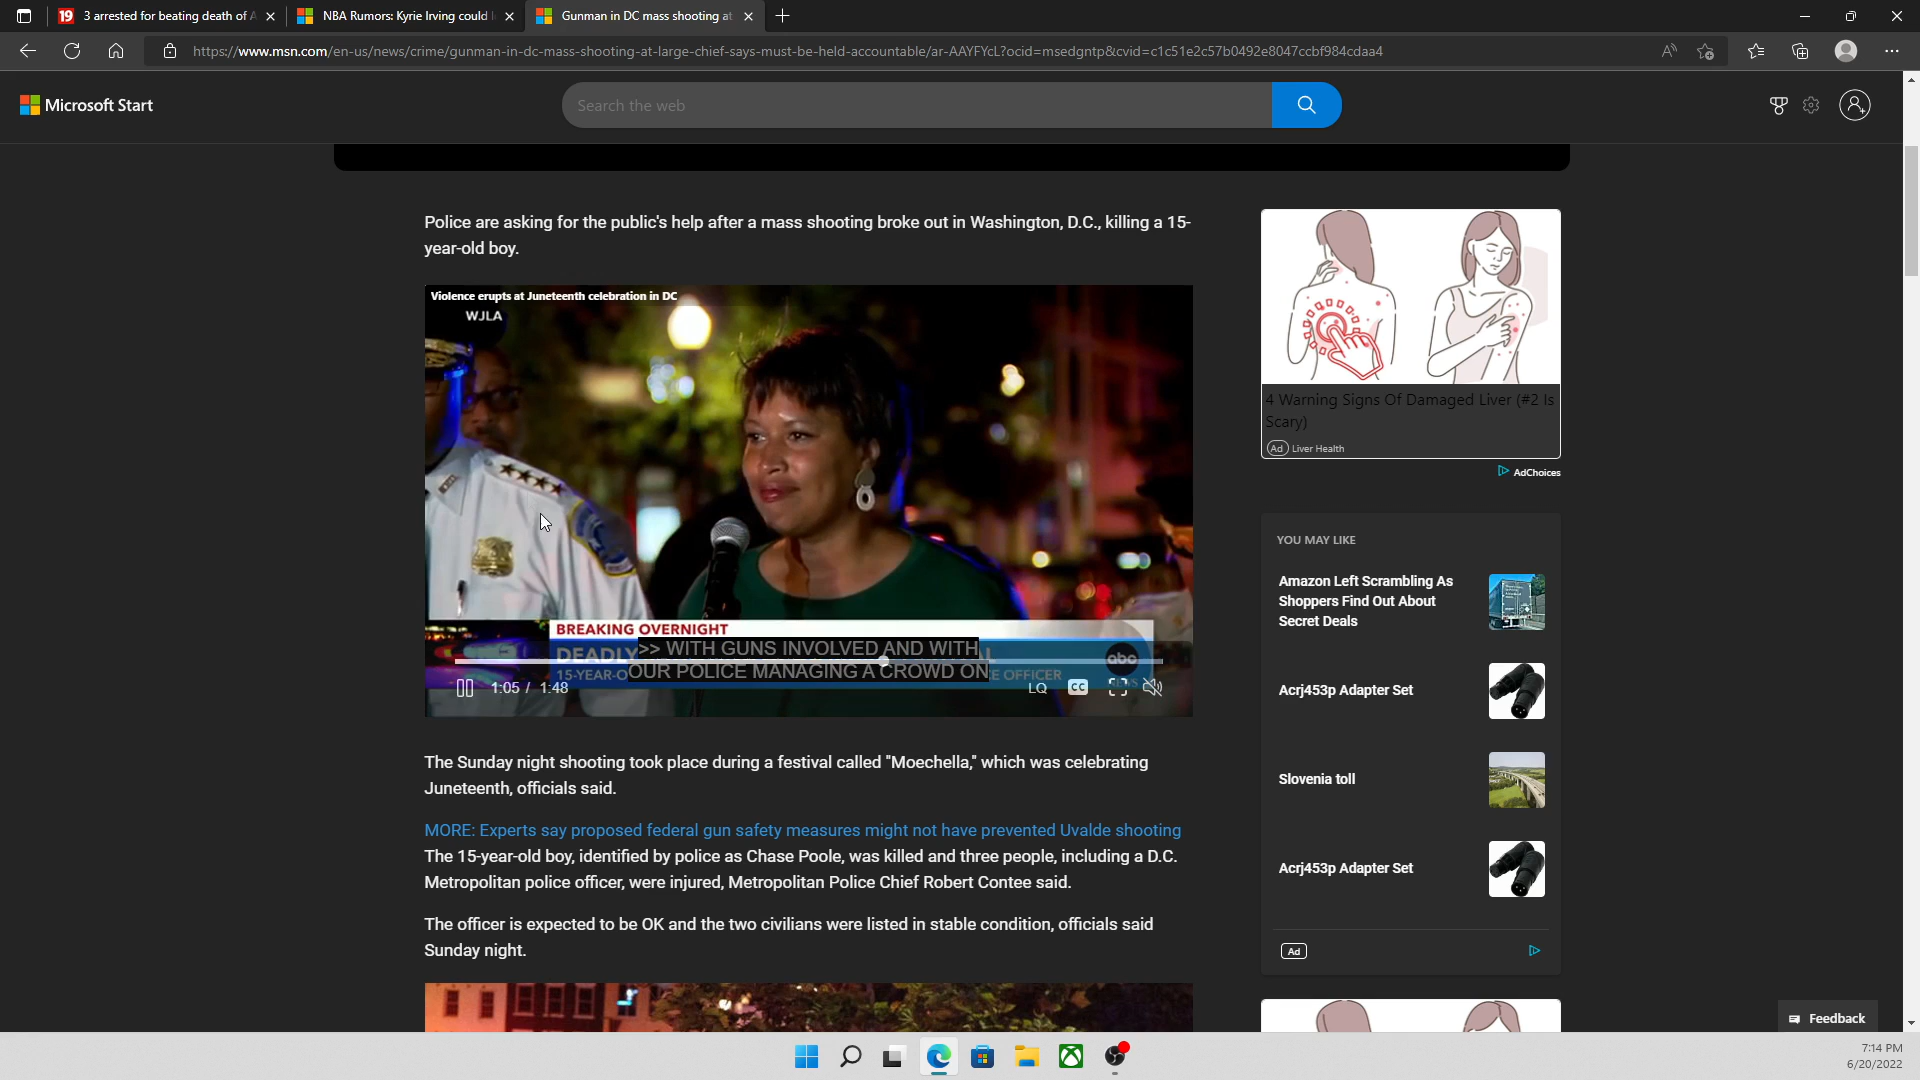 3 arrested for beating death of A
NBA Rumors: Kyrie Irving could l
Gunman in DC mass shooting at
https://www.msn.com/en-us/news/crime/gunman-in-dc-mass-shooting-at-large-chief-says-must-be-held-accountable/ar-AAYFYcL?ocid=msedgntp&cvid=c1c51e2c57b0492e8047ccbf984cdaa4
Microsoft Start
Search the web
Police are asking for the public's help after a mass shooting broke out in Washington, D.C., killing a 15-
year-old boy.
Violence erupts at Juneteenth celebration in DC
WJLA
BREAKING OVERNIGHT
DEADLY
>> WITH GUNS INVOLVED AND WITH
OUR POLICE MANAGING A CROWD ON
15-YEAR-O
E OFFICER
abc
1:05 / 1:48
LQ
CC
The Sunday night shooting took place during a festival called "Moechella," which was celebrating
Juneteenth, officials said.
MORE: Experts say proposed federal gun safety measures might not have prevented Uvalde shooting
The 15-year-old boy, identified by police as Chase Poole, was killed and three people, including a D.C.
Metropolitan police officer, were injured, Metropolitan Police Chief Robert Contee said.
The officer is expected to be OK and the two civilians were listed in stable condition, officials said
Sunday night.
4 Warning Signs Of Damaged Liver (#2 Is
Scary)
Ad Liver Health
AdChoices
YOU MAY LIKE
Amazon Left Scrambling As
Shoppers Find Out About
Secret Deals
Acrj453p Adapter Set
Slovenia toll
Acrj453p Adapter Set
Ad
Feedback
7:14 PM
6/20/2022